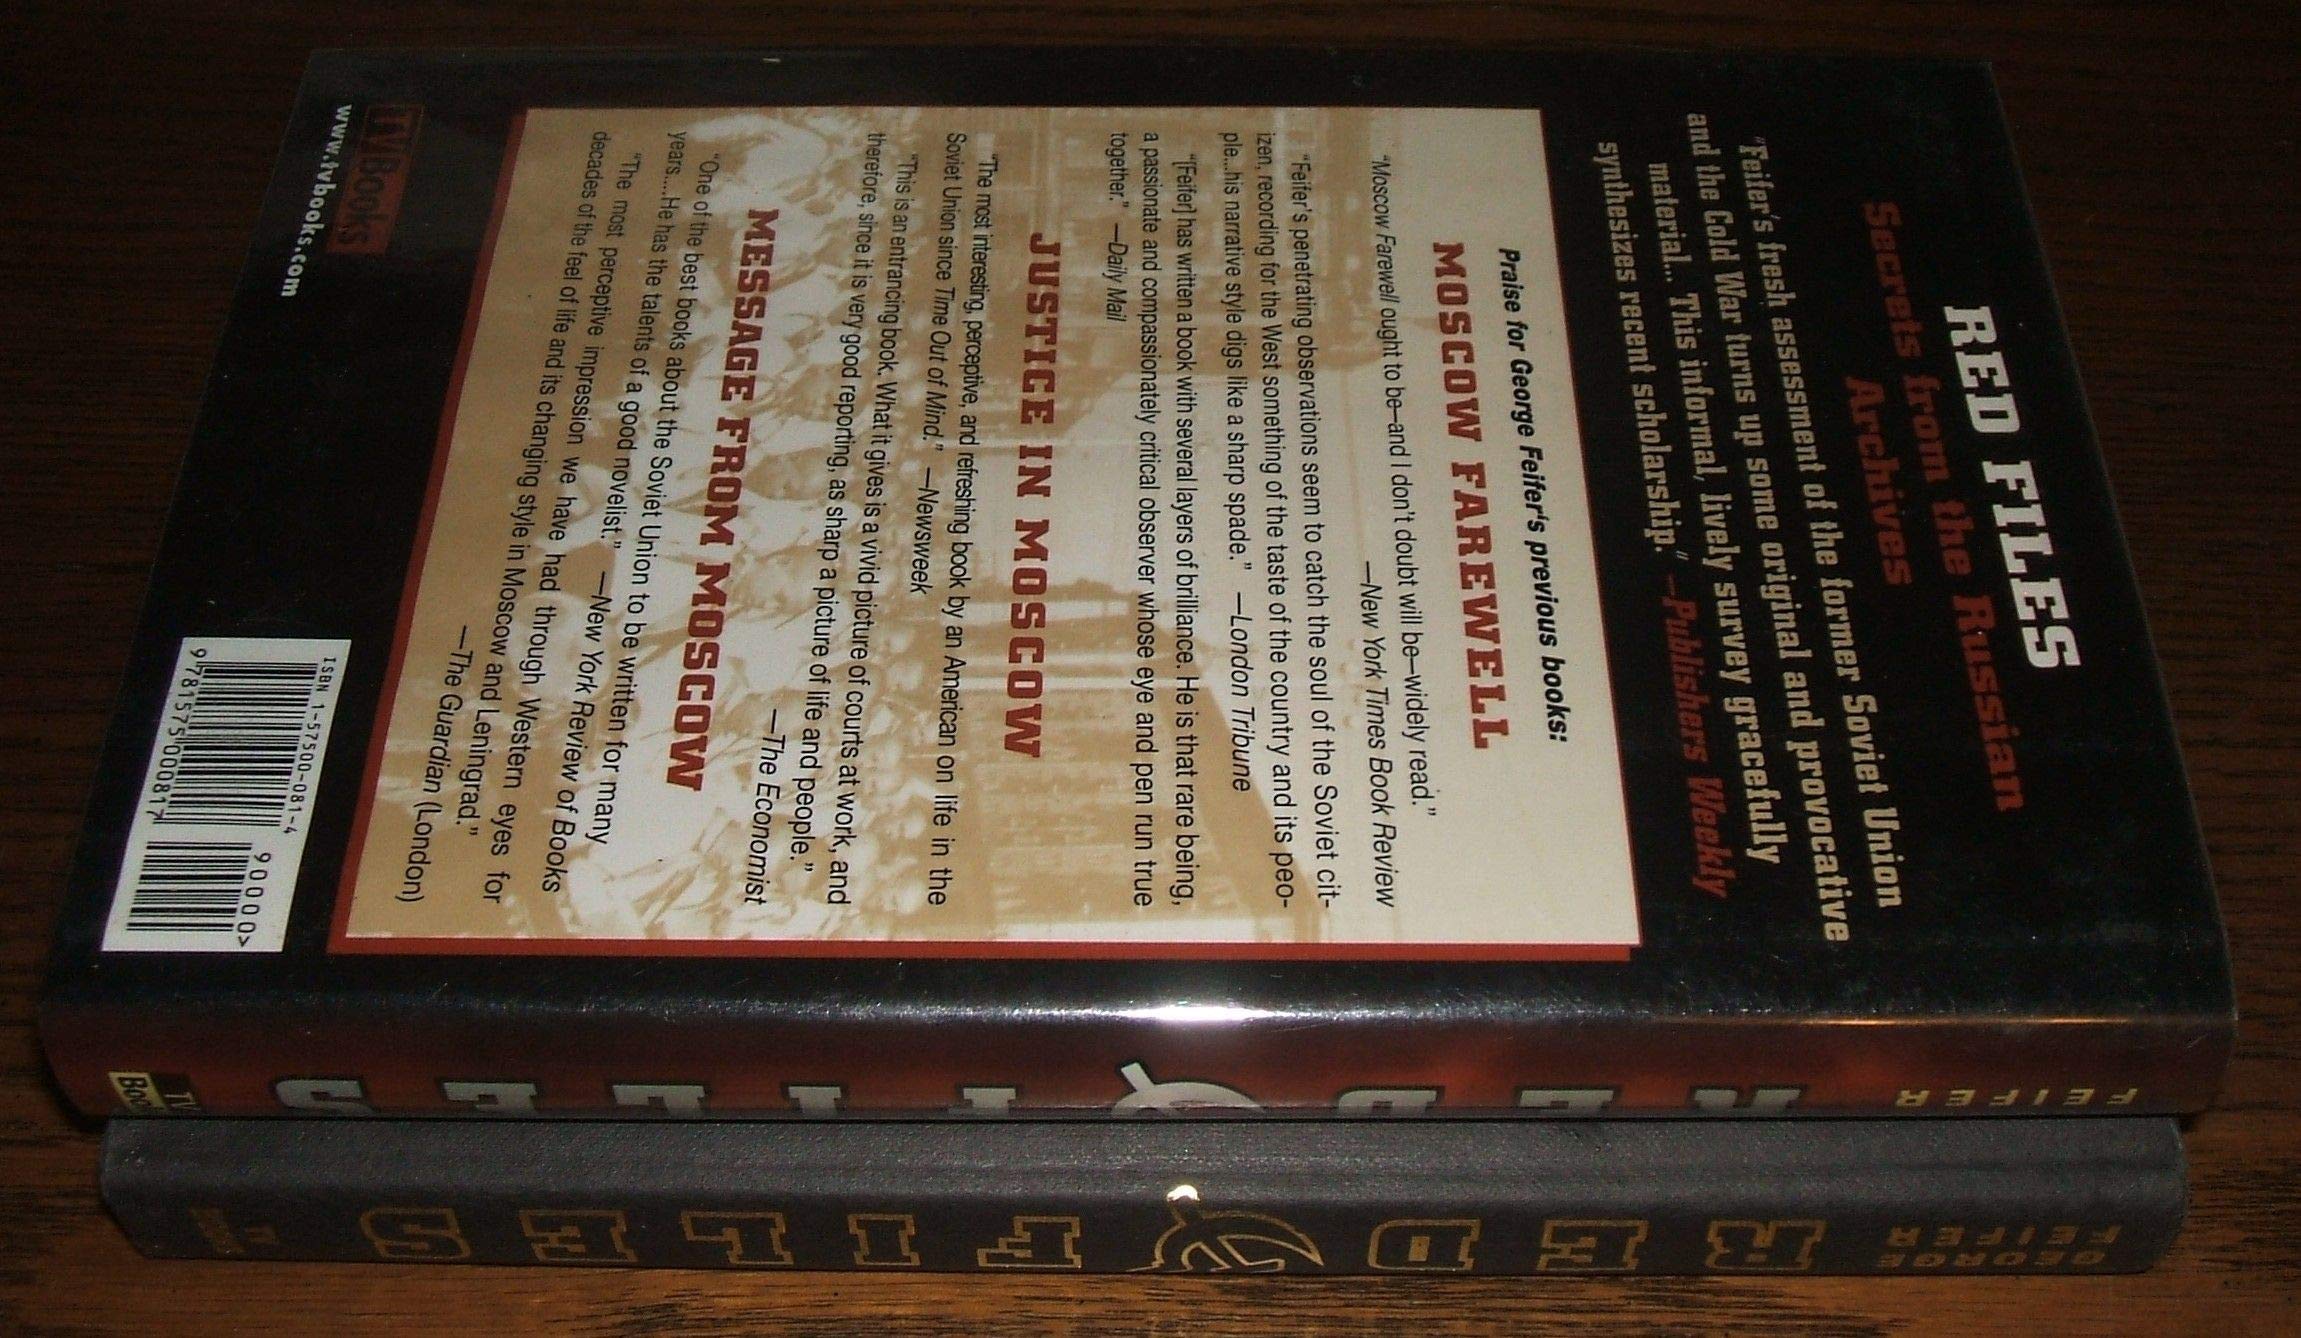 RED FILES
Secrets from the Russian
Archives
"Feifer's fresh assessment of the former Soviet Union
and the Cold War turns up some original and provocative
material... This informal, lively survey gracefully
synthesizes recent scholarship." —Publishers Weekly
Praise for George Feifer's previous books:
MOSCOW FAREWELL
"Moscow Farewell ought to be—and I don't doubt will be—widely read."
—New York Times Book Review
"Feifer's penetrating observations seem to catch the soul of the Soviet cit-
izen, recording for the West something of the taste of the country and its peo-
ple...his narrative style digs like a sharp spade." —London Tribune
"[Feifer] has written a book with several layers of brilliance. He is that rare being,
a passionate and compassionately critical observer whose eye and pen run true
together." —Daily Mail
JUSTICE IN MOSCOW
"The most interesting, perceptive, and refreshing book by an American on life in the
Soviet Union since Time Out of Mind." —Newsweek
"This is an entrancing book. What it gives is a vivid picture of courts at work, and
therefore, since it is very good reporting, as sharp a picture of life and people."
—The Economist
MESSAGE FROM MOSCOW
"One of the best books about the Soviet Union to be written for many
years....He has the talents of a good novelist." —New York Review of Books
"The most perceptive impression we have had through Western eyes for
decades of the feel of life and its changing style in Moscow and Leningrad."
—The Guardian (London)
TVBooks
www.tvbooks.com
ISBN 1-57500-081-4
90000>
9781575000817
FEIFER
RED FILES
TV
Books
GEORGE
FEIFER
RED FILES
TV
BOOKS